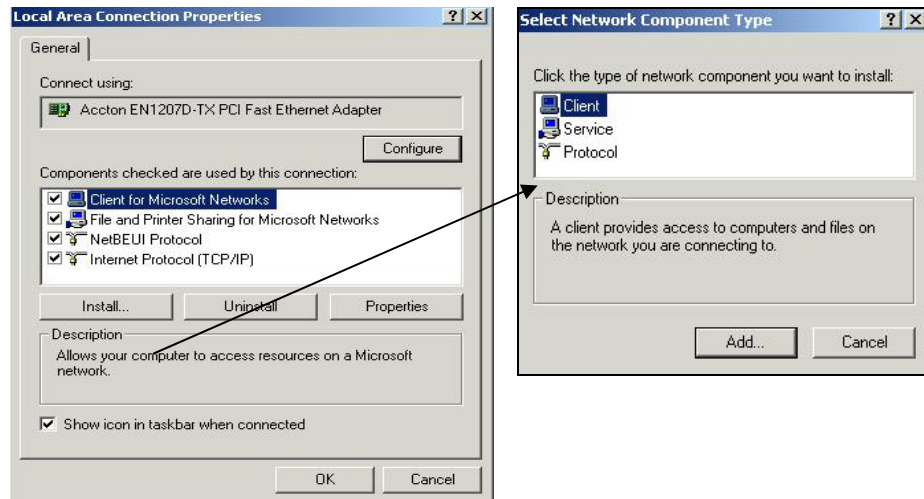 Local Area Connection Properties
General
Connect using:
Accton EN1207D-TX PCI Fast Ethernet Adapter
Configure
Components checked are used by this connection:
Client for Microsoft Networks
File and Printer Sharing for Microsoft Networks
NetBEUI Protocol
Internet Protocol (TCP/IP)
Install...
Uninstall
Properties
Description
Allows your computer to access resources on a Microsoft
network.
Show icon in taskbar when connected
OK
Cancel
Select Network Component Type
Click the type of network component you want to install:
Client
Service
Protocol
Description
A client provides access to computers and files on
the network you are connecting to.
Add...
Cancel